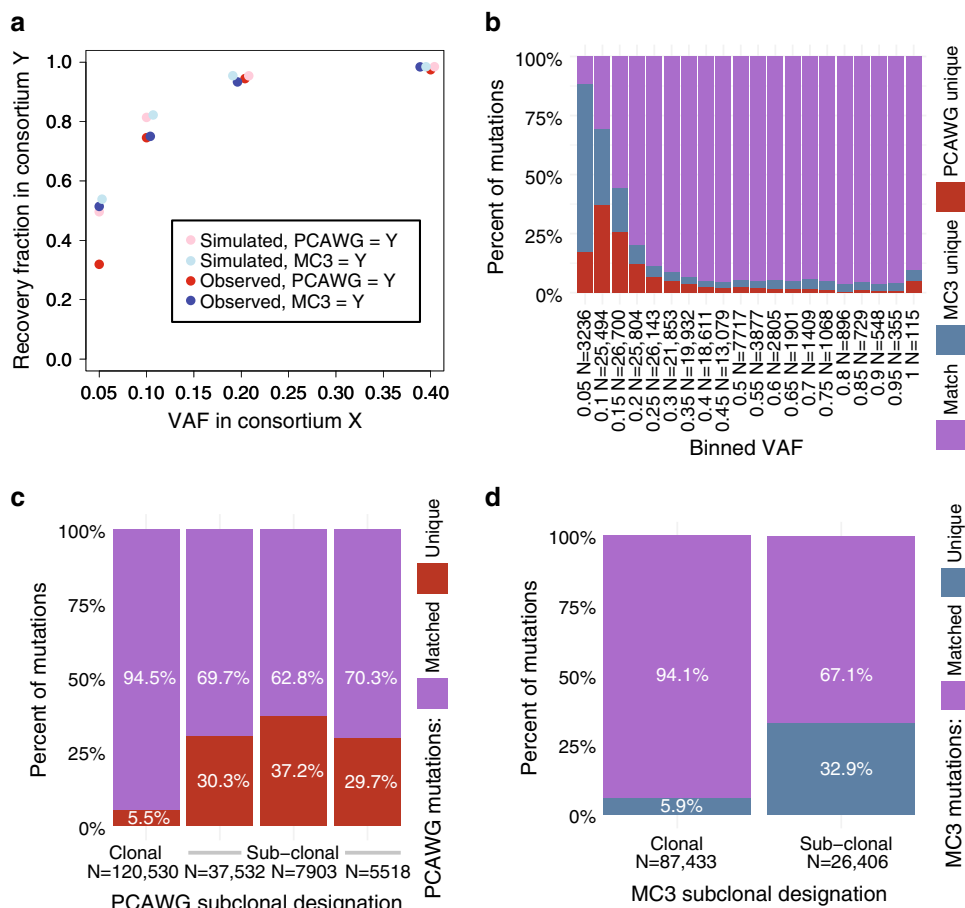 a
Recovery fraction in consortium Y
1.0
0.8
0.6
0.4
0.2
0.0
Simulated, PCAWG = Y
Simulated, MC3 = Y
Observed, PCAWG = Y
Observed, MC3 = Y
0.05 0.10 0.15 0.20 0.25 0.30 0.35 0.40
VAF in consortium X
b
Percent of mutations
100%
75%
50%
25%
0%
0.05 N=3236
0.1 N=25,494
0.15 N=26,700
0.2 N=25,804
0.25 N=26,143
0.3 N=21,853
0.35 N=19,932
0.4 N=18,611
0.45 N=13,079
0.5 N=7717
0.55 N=3877
0.6 N=2805
0.65 N=1901
0.7 N=1409
0.75 N=1068
0.8 N=896
0.85 N=729
0.9 N=548
0.95 N=355
1 N=115
Binned VAF
Match
MC3 unique
PCAWG unique
c
Percent of mutations
100%
75%
50%
25%
0%
94.5% 69.7% 62.8% 70.3%
5.5% 30.3% 37.2% 29.7%
Clonal Sub-clonal
N=120,530 N=37,532 N=7903 N=5518
PCAWG subclonal designation
PCAWG mutations: Matched Unique
d
Percent of mutations
100%
75%
50%
25%
0%
94.1% 67.1%
5.9% 32.9%
Clonal Sub-clonal
N=87,433 N=26,406
MC3 subclonal designation
MC3 mutations: Matched Unique